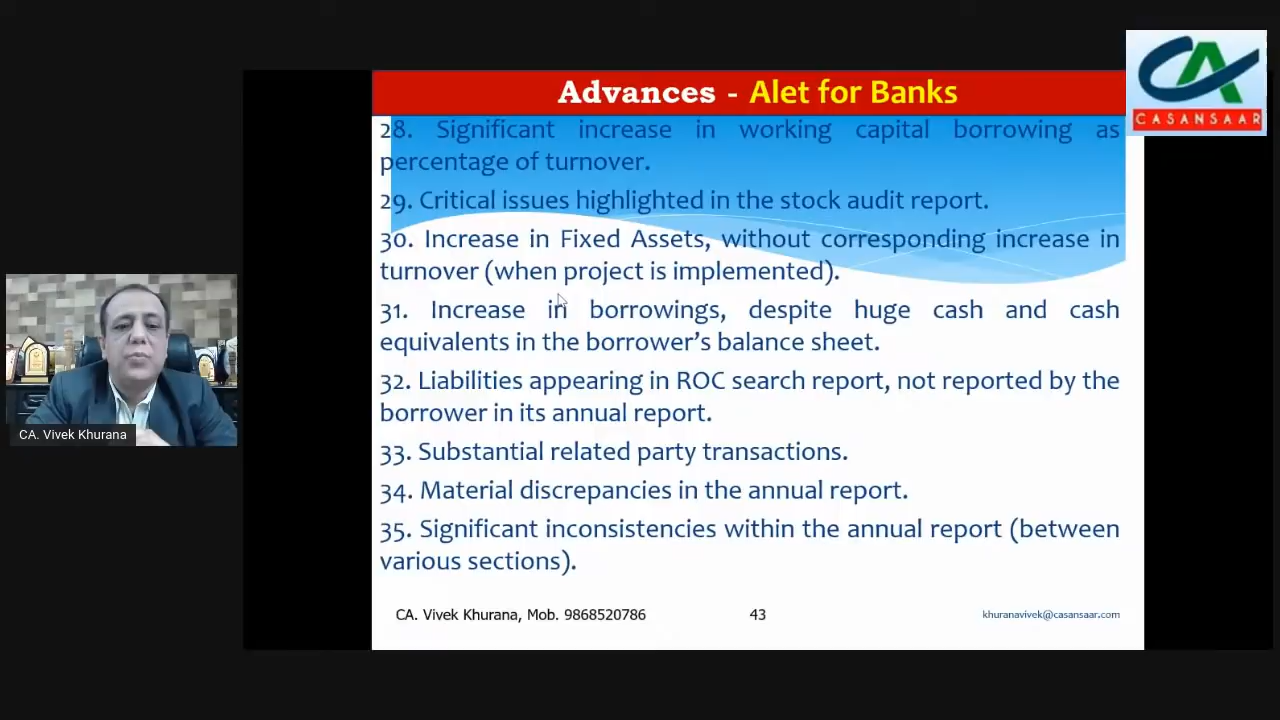 Advances - Alet for Banks
CA
CASANSAAR
28. Significant increase in working capital borrowing as
percentage of turnover.
29. Critical issues highlighted in the stock audit report.
30. Increase in Fixed Assets, without corresponding increase in
turnover (when project is implemented).
31. Increase in borrowings, despite huge cash and cash
equivalents in the borrower’s balance sheet.
32. Liabilities appearing in ROC search report, not reported by the
borrower in its annual report.
33. Substantial related party transactions.
34. Material discrepancies in the annual report.
35. Significant inconsistencies within the annual report (between
various sections).
CA. Vivek Khurana, Mob. 9868520786 43 khuranavivek@casansaar.com
CA. Vivek Khurana